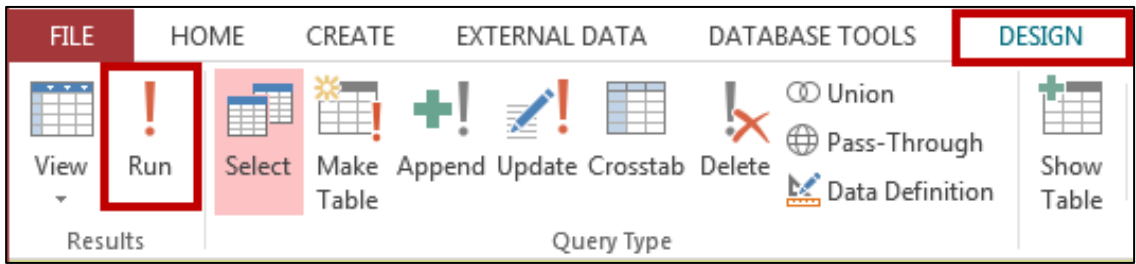 FILE HOME CREATE EXTERNAL DATA DATABASE TOOLS DESIGN
View Run Select Make Table Append Update Crosstab Delete Union
Pass-Through
Data Definition
Show Table
Results Query Type